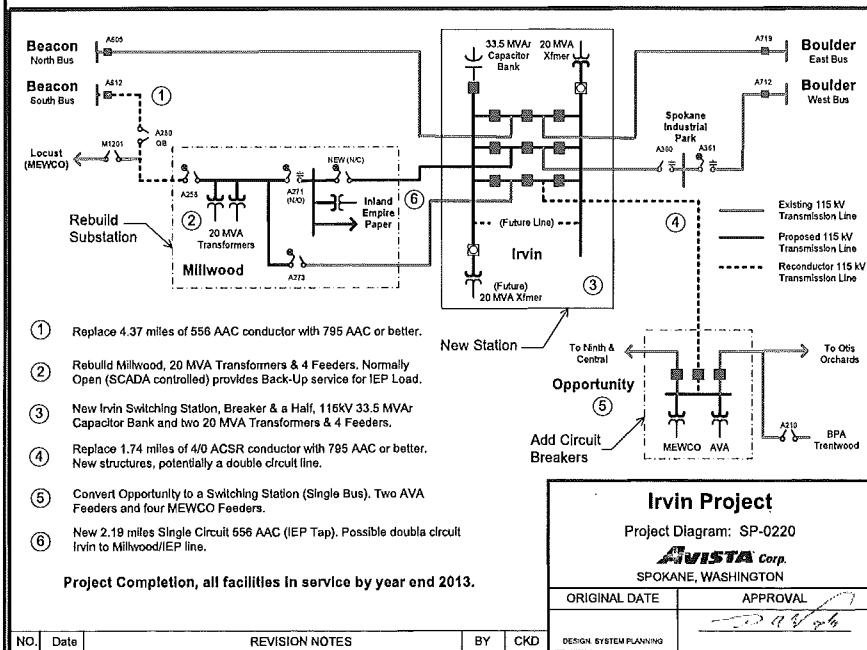 Beacon
North Bus
A605
33.5 MVAr
Capacitor
Bank
20 MVA
Xfmer
A719
Boulder
East Bus
Beacon
South Bus
A612
①
A712
Boulder
West Bus
Locust
(MEWCO)
M1201
Spokane
Industrial
Park
A360
A361
NEW (N/C)
A258
A271
(N/O)
⑥
②
20 MVA
Transformers
Inland
Empire
Paper
Rebuild
Substation
Millwood
A273
(Future Line)
Irvin
(Future)
20 MVA Xfmer
③
④
Existing 115 kV
Transmission Line
Proposed 115 kV
Transmission Line
Reconductor 115 kV
Transmission Line
New Station
To Ninth &
Central
To Otis
Orchards
Opportunity
⑤
Add Circuit
Breakers
MEWCO
AVA
A210
BPA
Trentwood
① Replace 4.37 miles of 556 AAC conductor with 795 AAC or better.
② Rebuild Millwood, 20 MVA Transformers & 4 Feeders. Normally
Open (SCADA controlled) provides Back-Up service for IEP Load.
③ New Irvin Switching Station, Breaker & a Half, 115kV 33.5 MVAr
Capacitor Bank and two 20 MVA Transformers & 4 Feeders.
④ Replace 1.74 miles of 4/0 ACSR conductor with 795 AAC or better.
New structures, potentially a double circuit line.
⑤ Convert Opportunity to a Switching Station (Single Bus). Two AVA
Feeders and four MEWCO Feeders.
⑥ New 2.19 miles Single Circuit 556 AAC (IEP Tap). Possible double circuit
Irvin to Millwood/IEP line.
Project Completion, all facilities in service by year end 2013.
Irvin Project
Project Diagram: SP-0220
AVISTA Corp.
SPOKANE, WASHINGTON
ORIGINAL DATE
APPROVAL
DESIGN. SYSTEM PLANNING
NO.
Date
REVISION NOTES
BY
CKD